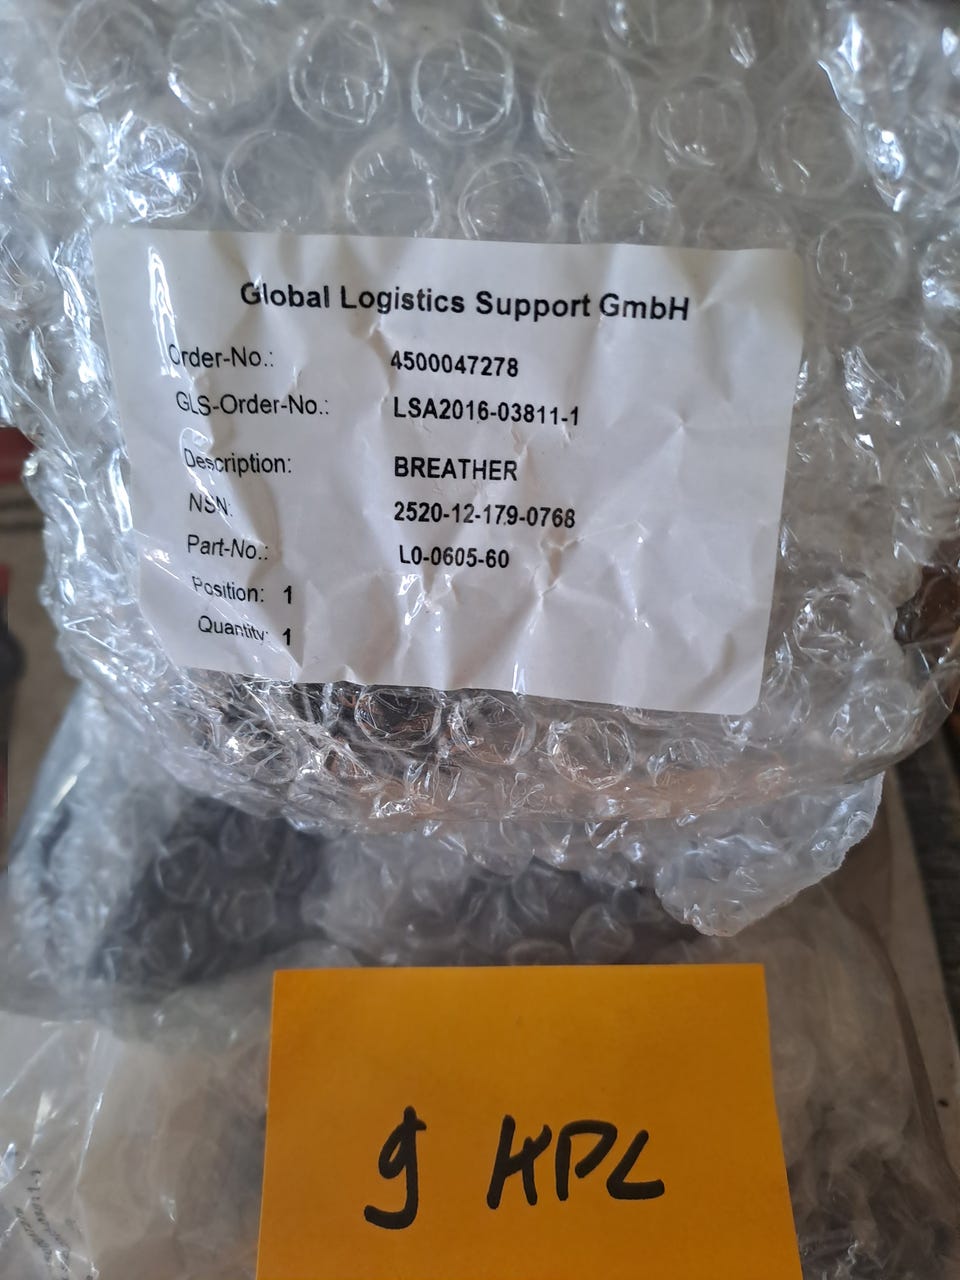 Global Logistics Support GmbH
Order-No.: 4500047278
GLS-Order-No.: LSA2016-03811-1
Description: BREATHER
NSN: 2520-12-179-0768
Part-No.: L0-0605-60
Position: 1
Quantity: 1
9 HPL